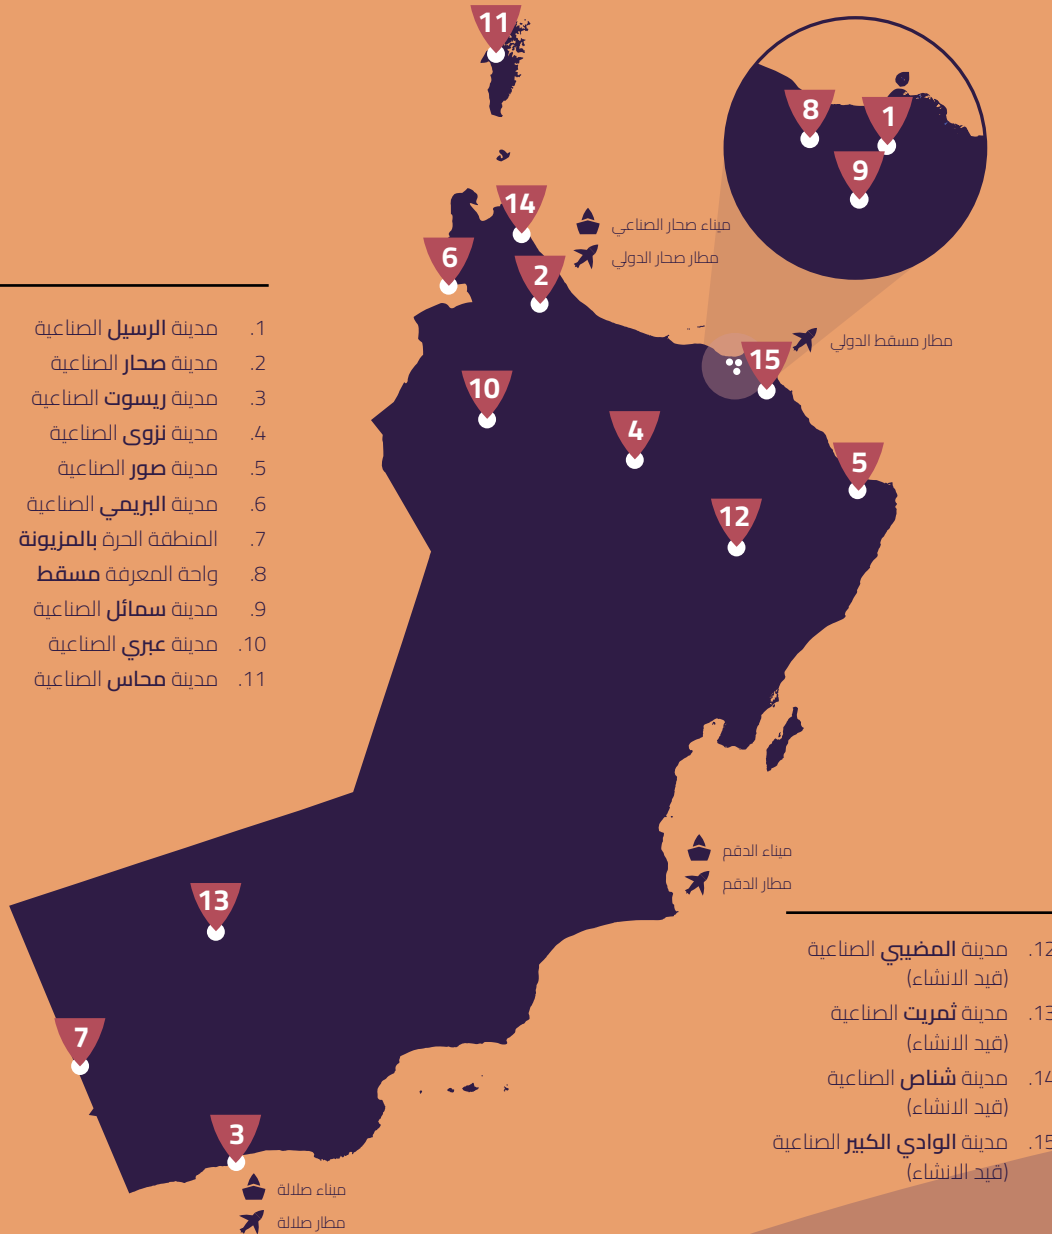 11
8
1
9
14
ميناء صحار الصناعي
مطار صحار الدولي
6
2
مطار مسقط الدولي
15
10
4
5
12
1. مدينة الرسيل الصناعية
2. مدينة صحار الصناعية
3. مدينة ريسوت الصناعية
4. مدينة نزوى الصناعية
5. مدينة صور الصناعية
6. مدينة البريمي الصناعية
7. المنطقة الحرة بالمزيونة
8. واحة المعرفة مسقط
9. مدينة سمائل الصناعية
10. مدينة عبري الصناعية
11. مدينة محاس الصناعية
ميناء الدقم
مطار الدقم
13
7
3
ميناء صلالة
مطار صلالة
12. مدينة المضيبي الصناعية
(قيد الانشاء)
13. مدينة ثمريت الصناعية
(قيد الانشاء)
14. مدينة شناص الصناعية
(قيد الانشاء)
15. مدينة الوادي الكبير الصناعية
(قيد الانشاء)